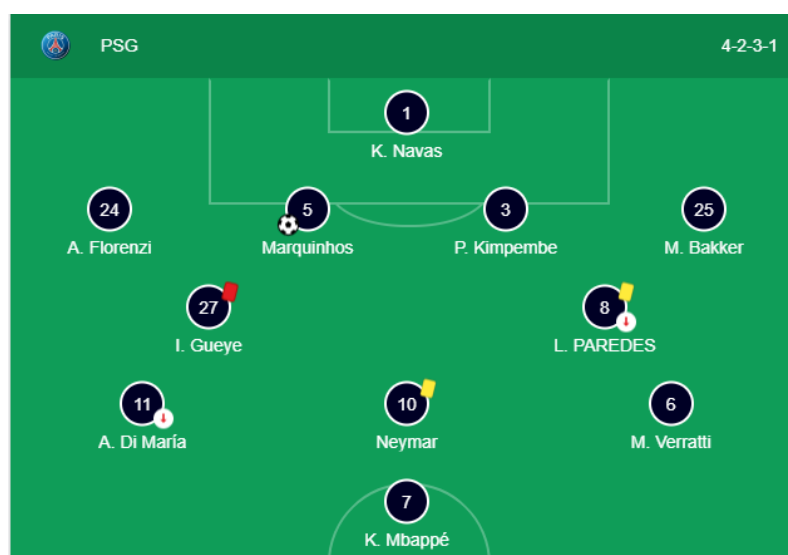 PSG 4-2-3-1
1
K. Navas
24 5 3 25
A. Florenzi Marquinhos P. Kimpembe M. Bakker
27 8
I. Gueye L. PAREDES
11 10 6
A. Di María Neymar M. Verratti
7
K. Mbappé